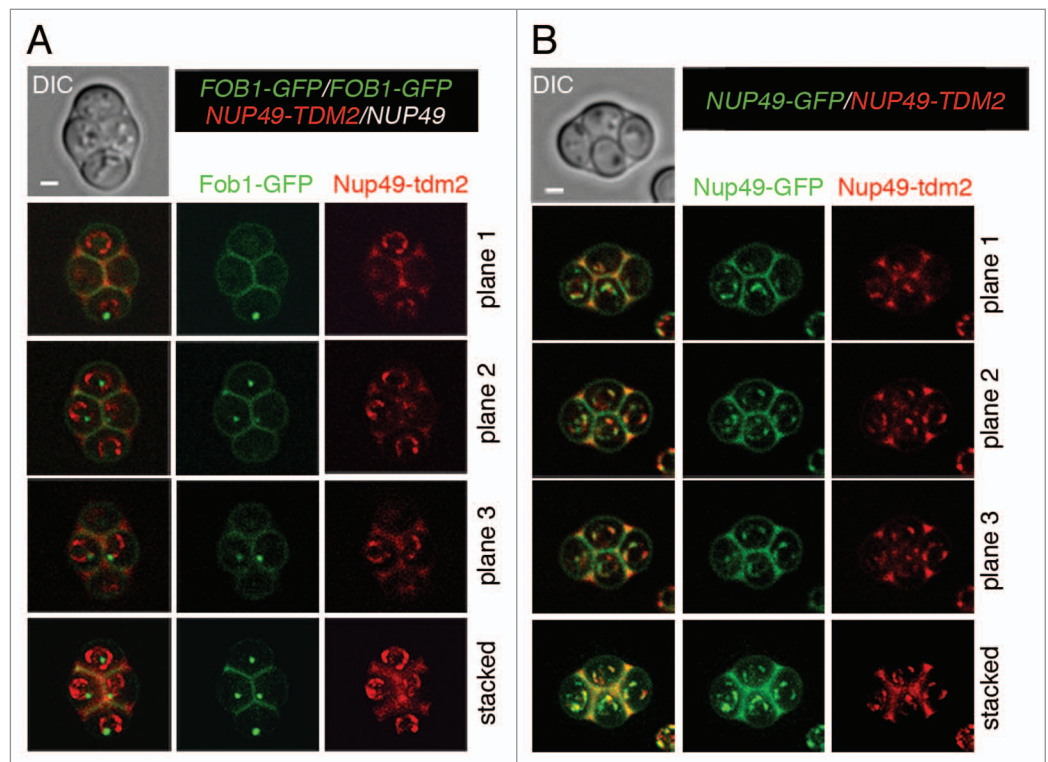 A
DIC
FOB1-GFP/FOB1-GFP
NUP49-TDM2/NUP49
Fob1-GFP Nup49-tdm2
plane 1
plane 2
plane 3
stacked
B
DIC
NUP49-GFP/NUP49-TDM2
Nup49-GFP Nup49-tdm2
plane 1
plane 2
plane 3
stacked